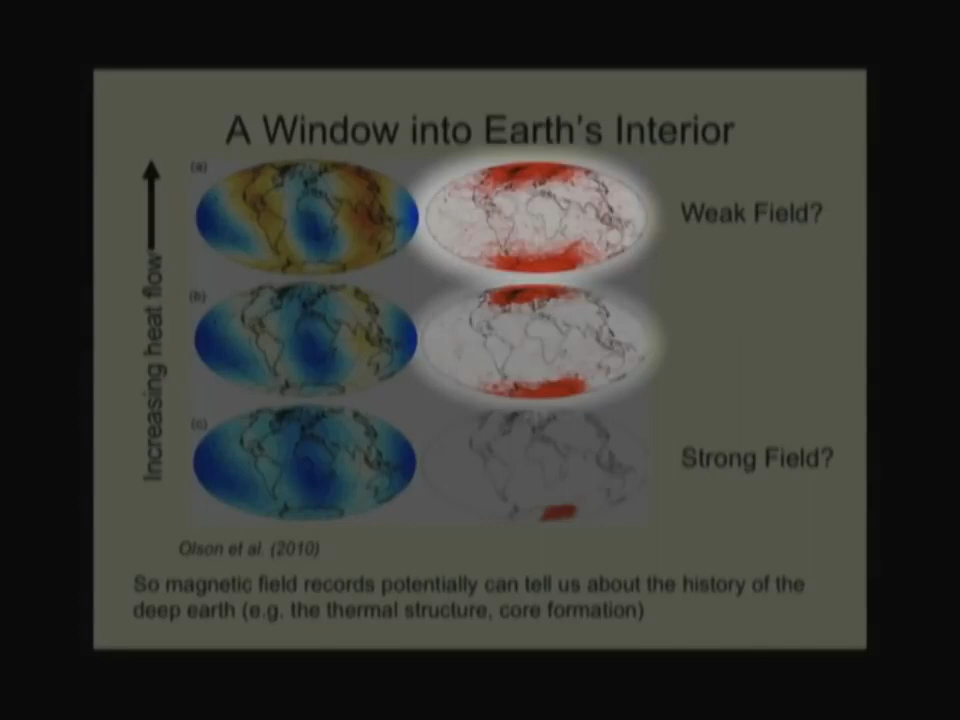 A Window into Earth's Interior
(a)
Weak Field?
Increasing heat flow
(b)
(c)
Strong Field?
Olson et al. (2010)
So magnetic field records potentially can tell us about the history of the
deep earth (e.g. the thermal structure, core formation)